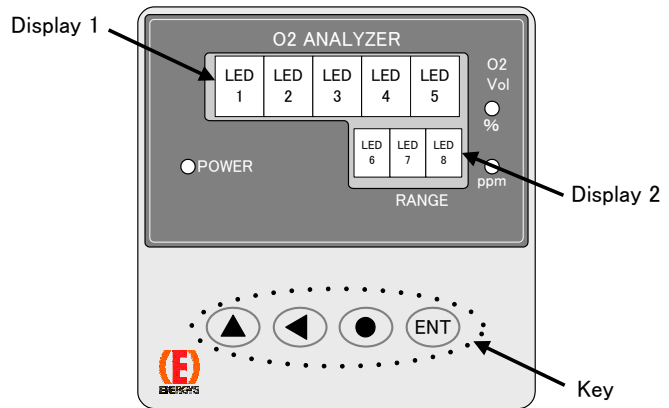 Display 1
O2 ANALYZER
LED 1
LED 2
LED 3
LED 4
LED 5
O2
Vol
%
LED 6
LED 7
LED 8
POWER
ppm
RANGE
Display 2
ENT
(E)
ENERGYS
Key